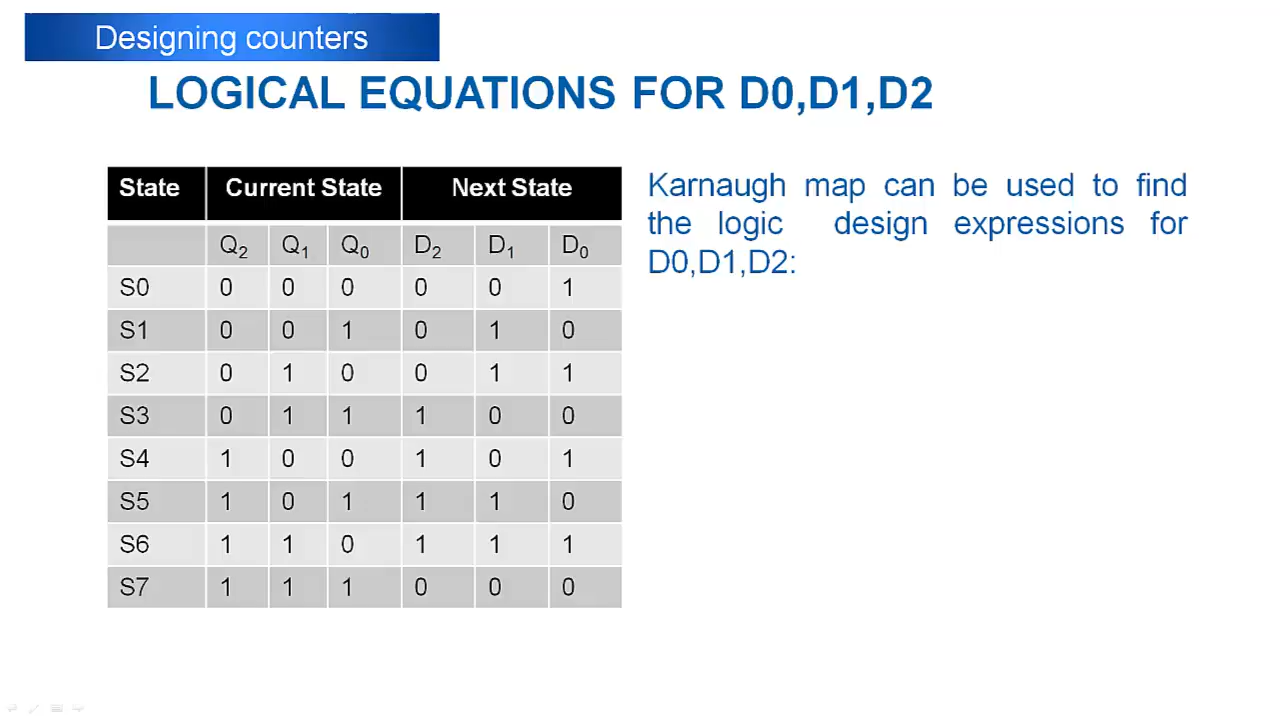 Designing counters
LOGICAL EQUATIONS FOR D0,D1,D2
State Current State Next State
Q2 Q1 Q0 D2 D1 D0
S0 0 0 0 0 0 1
S1 0 0 1 0 1 0
S2 0 1 0 0 1 1
S3 0 1 1 1 0 0
S4 1 0 0 1 0 1
S5 1 0 1 1 1 0
S6 1 1 0 1 1 1
S7 1 1 1 0 0 0
Karnaugh map can be used to find
the logic design expressions for
D0,D1,D2: